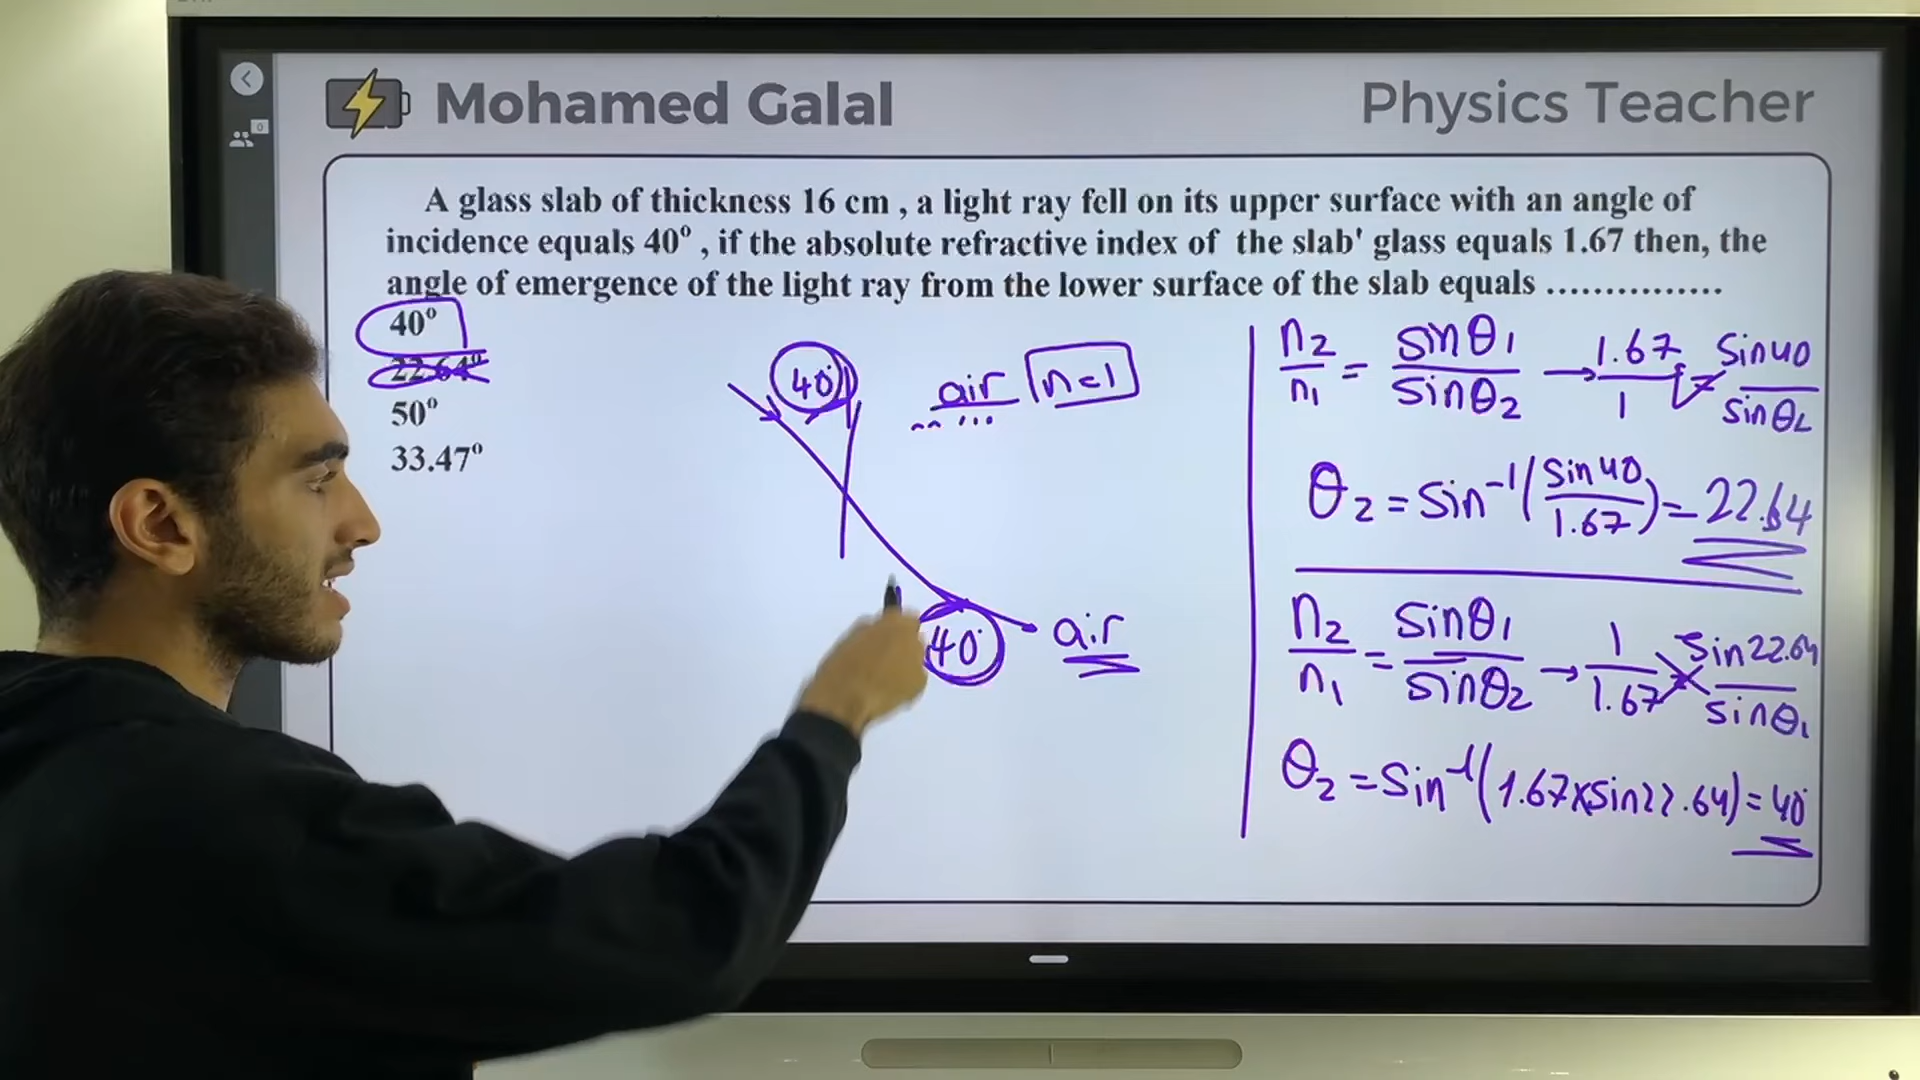 Mohamed Galal
Physics Teacher
0
A glass slab of thickness 16 cm , a light ray fell on its upper surface with an angle of
incidence equals 40° , if the absolute refractive index of the slab' glass equals 1.67 then, the
angle of emergence of the light ray from the lower surface of the slab equals ...............
40°
22.64°
50°
33.47°
40°
air n=1
40°
air
n2/n1 = sinθ1/sinθ2 → 1.67/1 = sin40/sinθ2
θ2 = sin⁻¹(sin40/1.67) = 22.64
n2/n1 = sinθ1/sinθ2 → 1/1.67 sin22.64/sinθ1
θ2 = sin⁻¹(1.67×sin22.64) = 40°